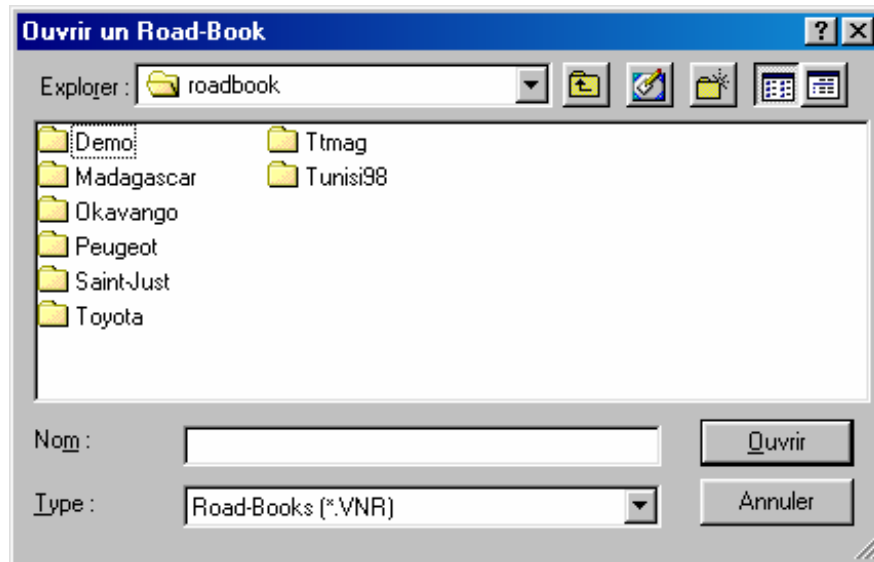 Ouvrir un Road-Book
Explorer : roadbook
Demo
Madagascar
Okavango
Peugeot
Saint-Just
Toyota
Ttmag
Tunisi98
Nom :
Ouvrir
Type : Road-Books (*.VNR)
Annuler